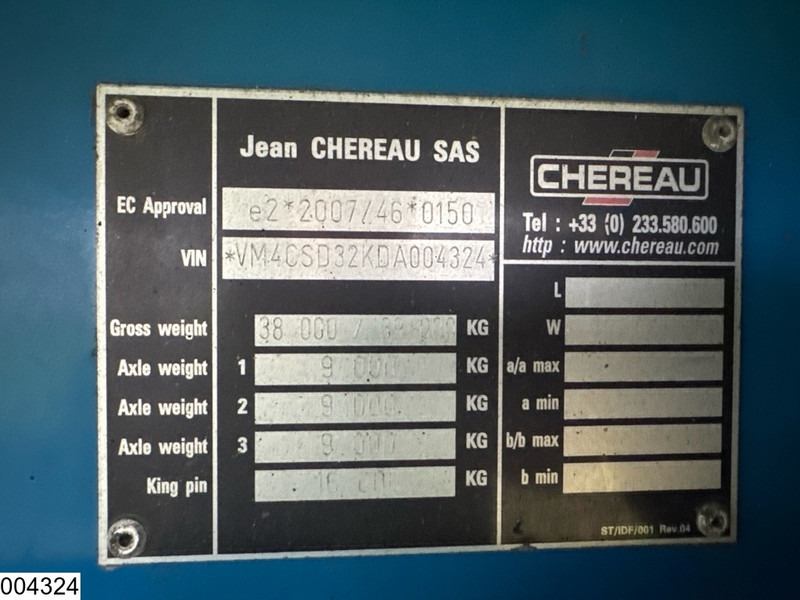 Jean CHEREAU SAS
EC Approval e2*2007/46*0150
VIN *VM4CSD32KDA004324*
Gross weight 38 000 / KG
Axle weight 1 9 000 KG
Axle weight 2 9 000 KG
Axle weight 3 9 000 KG
King pin KG
CHEREAU
Tel : +33 (0) 233.580.600
http : www.chereau.com
L
W
a/a max
a min
b/b max
b min
ST/IDF/001 Rev.04
004324